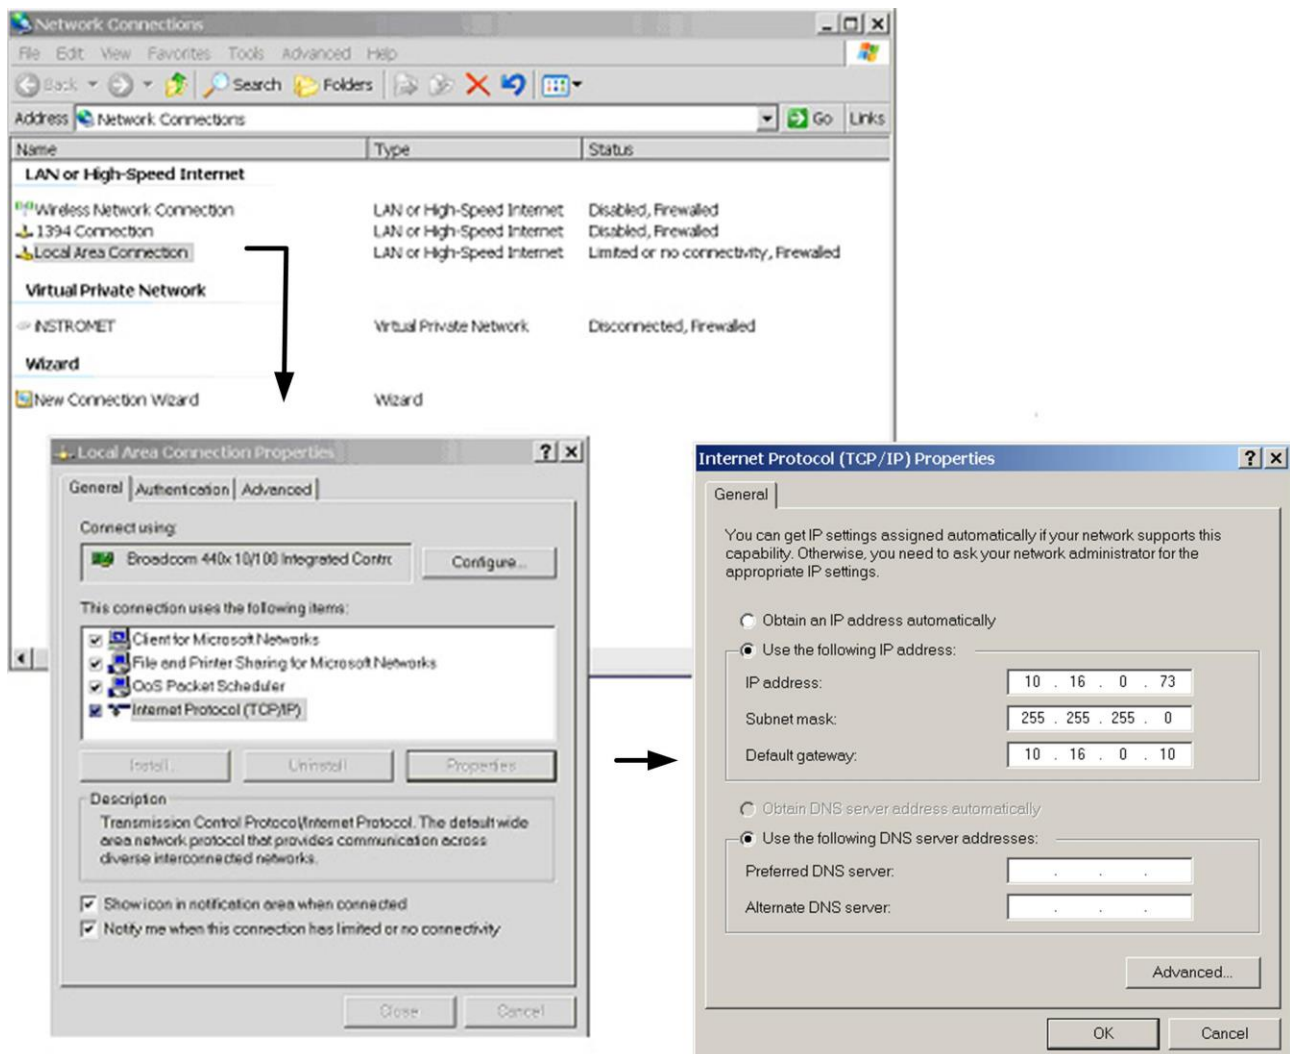 Network Connections
File Edit View Favorites Tools Advanced Help
Back Search Folders
Address Network Connections Go Links
Name Type Status
LAN or High-Speed Internet
Wireless Network Connection LAN or High-Speed Internet Disabled, Firewalled
1394 Connection LAN or High-Speed Internet Disabled, Firewalled
Local Area Connection LAN or High-Speed Internet Limited or no connectivity, Firewalled
Virtual Private Network
INSTROMET Virtual Private Network Disconnected, Firewalled
Wizard
New Connection Wizard Wizard
Local Area Connection Properties
General Authentication Advanced
Connect using:
Broadcom 440x 10/100 Integrated Contrc Configure...
This connection uses the following items:
Client for Microsoft Networks
File and Printer Sharing for Microsoft Networks
QoS Packet Scheduler
Internet Protocol (TCP/IP)
Install... Uninstall Properties
Description
Transmission Control Protocol/Internet Protocol. The default wide
area network protocol that provides communication across
diverse interconnected networks.
Show icon in notification area when connected
Notify me when this connection has limited or no connectivity
Close Cancel
Internet Protocol (TCP/IP) Properties
General
You can get IP settings assigned automatically if your network supports this
capability. Otherwise, you need to ask your network administrator for the
appropriate IP settings.
Obtain an IP address automatically
Use the following IP address:
IP address: 10 . 16 . 0 . 73
Subnet mask: 255 . 255 . 255 . 0
Default gateway: 10 . 16 . 0 . 10
Obtain DNS server address automatically
Use the following DNS server addresses:
Preferred DNS server: . . .
Alternate DNS server: . . .
Advanced...
OK Cancel